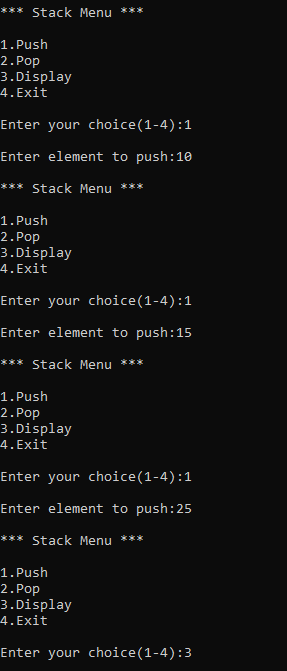 *** Stack Menu ***
1.Push
2.Pop
3.Display
4.Exit
Enter your choice(1-4):1
Enter element to push:10
*** Stack Menu ***
1.Push
2.Pop
3.Display
4.Exit
Enter your choice(1-4):1
Enter element to push:15
*** Stack Menu ***
1.Push
2.Pop
3.Display
4.Exit
Enter your choice(1-4):1
Enter element to push:25
*** Stack Menu ***
1.Push
2.Pop
3.Display
4.Exit
Enter your choice(1-4):3